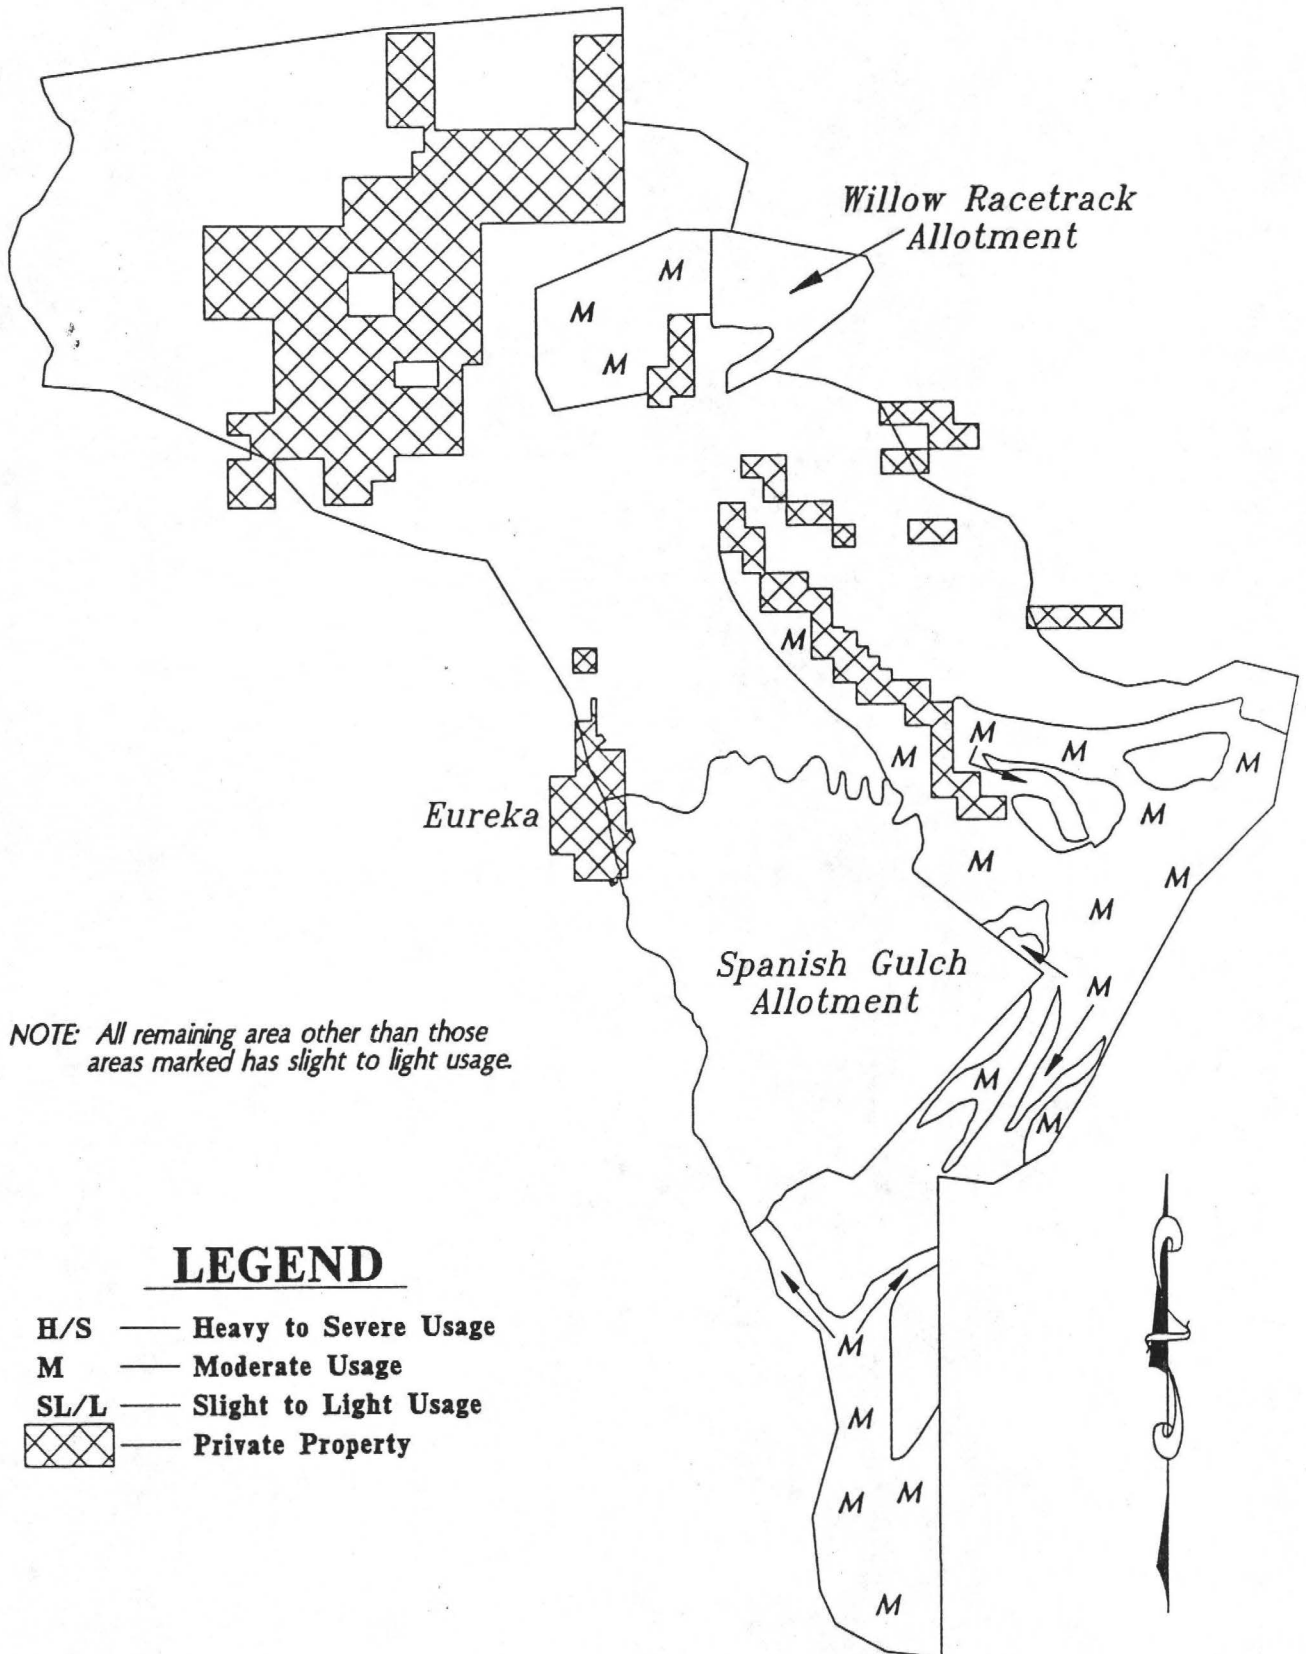 Willow Racetrack
Allotment
M
M
M
M
M
M
M
M
M
Eureka
M
M
M
M
Spanish Gulch
Allotment
M
NOTE: All remaining area other than those
areas marked has slight to light usage.
M
M
LEGEND
H/S — Heavy to Severe Usage
M — Moderate Usage
SL/L — Slight to Light Usage
Private Property
M
M
M
M
M